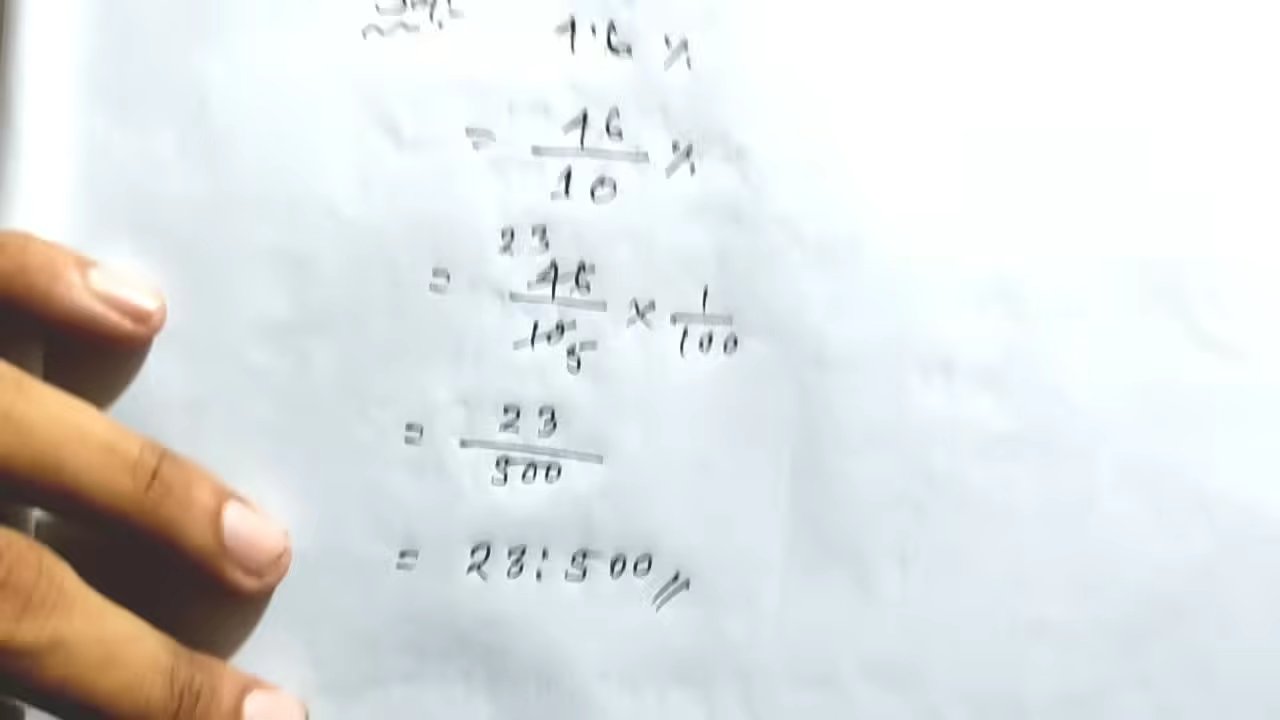 4.6 %
= 46/10 %
23
= 46/10 × 1/100
5
= 23/500
= 23:500 //